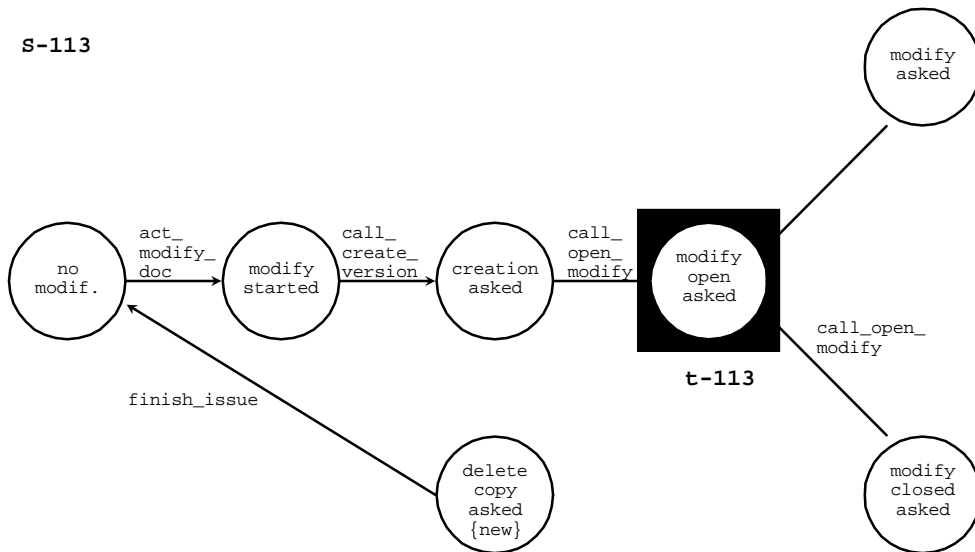 S-113
modify
asked
act_
modify_
doc
call_
create_
version
call_
open_
modify
no
modif.
modify
started
creation
asked
modify
open
asked
call_open_
modify
t-113
finish_issue
delete
copy
asked
{new}
modify
closed
asked